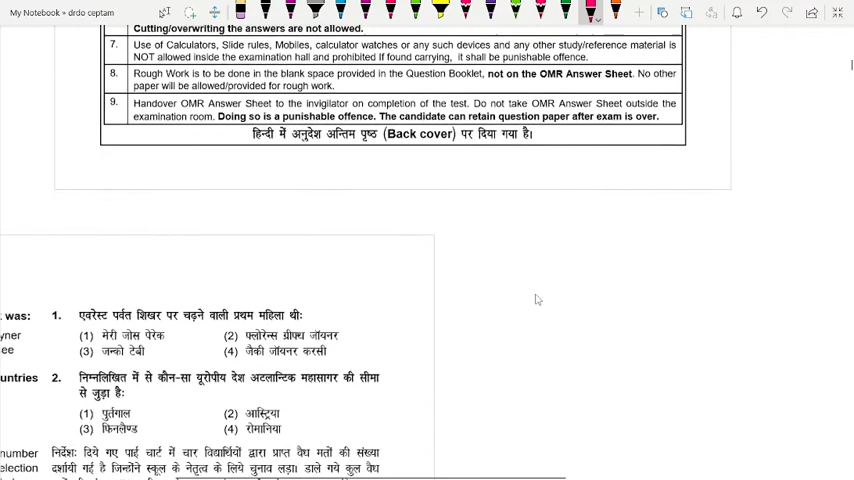 My Notebook » drdo ceptam
Cutting/overwriting the answers are not allowed.
7. Use of Calculators, Slide rules, Mobiles, calculator watches or any such devices and any other study/reference material is
NOT allowed inside the examination hall and prohibited If found carrying, it shall be punishable offence.
8. Rough Work is to be done in the blank space provided in the Question Booklet, not on the OMR Answer Sheet. No other
paper will be allowed/provided for rough work.
9. Handover OMR Answer Sheet to the invigilator on completion of the test. Do not take OMR Answer Sheet outside the
examination room. Doing so is a punishable offence. The candidate can retain question paper after exam is over.
हिन्दी में अनुदेश अन्तिम पृष्ठ (Back cover) पर दिया गया है।
was: 1. एवरेस्ट पर्वत शिखर पर चढ़ने वाली प्रथम महिला थीः
yner (1) मेरी जोस पेरेक (2) फ्लोरेन्स ग्रीफ्थ जॉयनर
ee (3) जन्को टेबी (4) जैकी जॉयनर करसी
untries 2. निम्नलिखित में से कौन-सा यूरोपीय देश अटलान्टिक महासागर की सीमा
से जुड़ा हैः
(1) पुर्तगाल (2) आस्ट्रिया
(3) फिनलैण्ड (4) रोमानिया
number निर्देशः दिये गए पाई चार्ट में चार विद्यार्थियों द्वारा प्राप्त वैध मतों की संख्या
election दर्शायी गई है जिन्होंने स्कूल के नेतृत्व के लिये चुनाव लड़ा। डाले गये कुल वैध